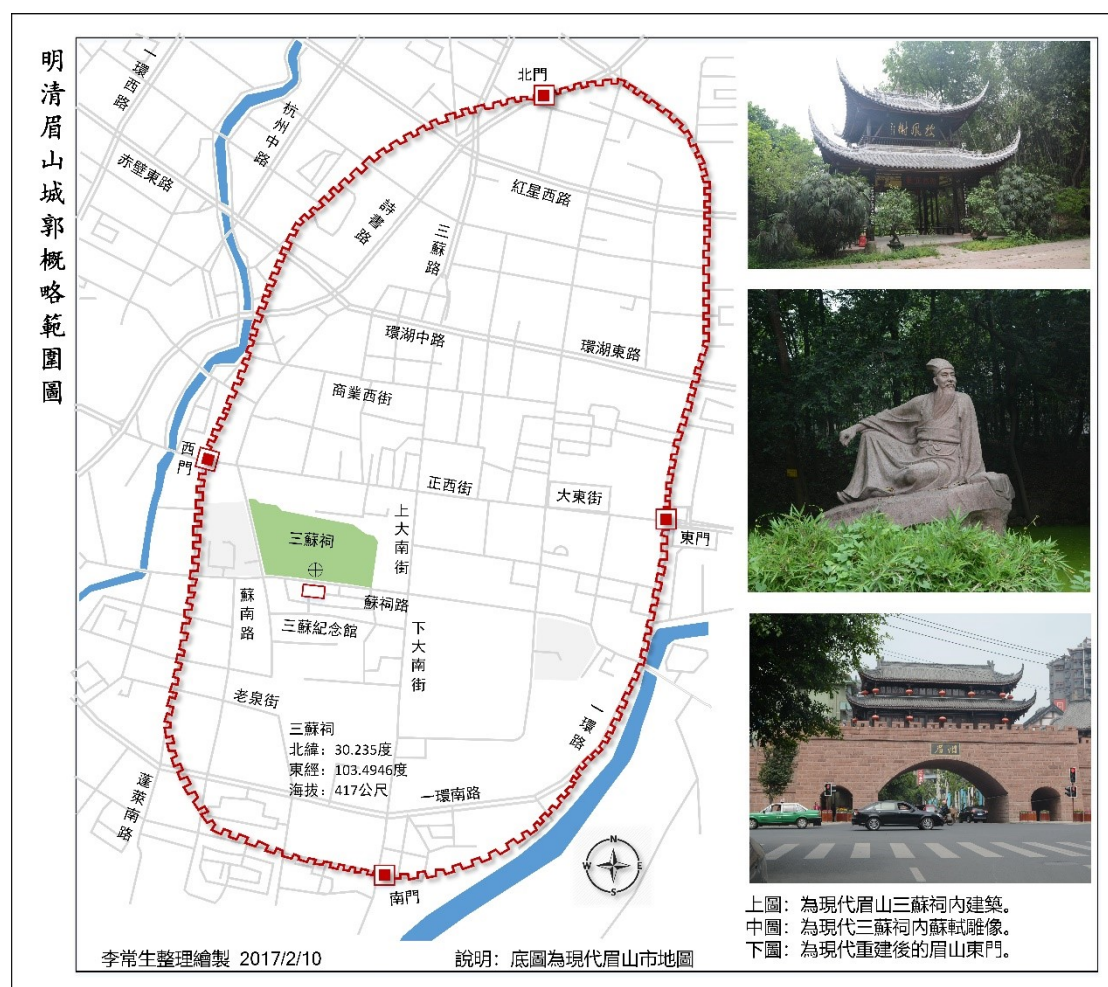 明清眉山城郭概略範圍圖
一環西路
杭州中路
北門
赤壁東路
詩書路
紅星西路
三蘇路
環湖中路
環湖東路
商業西街
西門
正西街
大東街
上大南街
東門
三蘇祠
蘇祠路
蘇南路
三蘇紀念館
下大南街
老泉街
一環路
三蘇祠
北緯：30.235度
東經：103.4946度
海拔：417公尺
一環南路
蓬萊南路
南門
N
W
E
S
李常生整理繪製 2017/2/10
說明：底圖為現代眉山市地圖
披風榭
上圖：為現代眉山三蘇祠內建築。
中圖：為現代三蘇祠內蘇軾雕像。
下圖：為現代重建後的眉山東門。